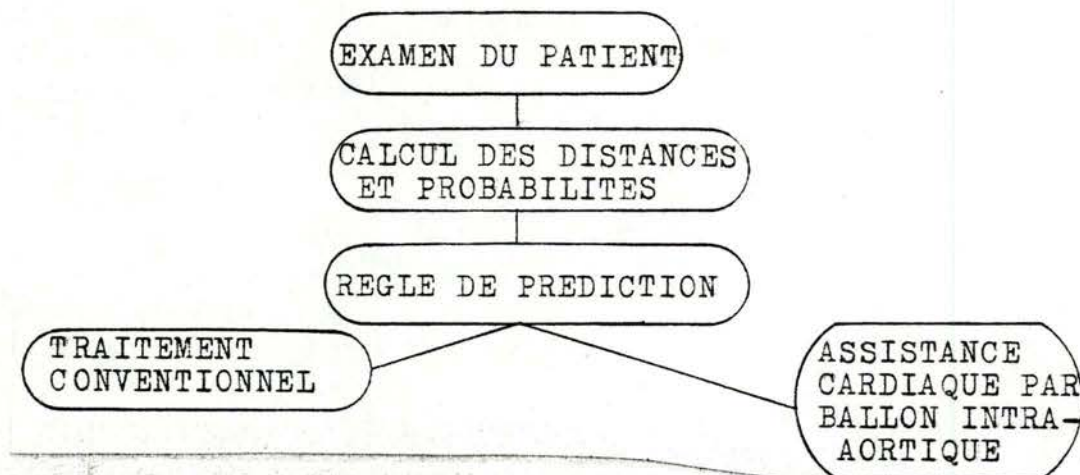 EXAMEN DU PATIENT
CALCUL DES DISTANCES
ET PROBABILITES
REGLE DE PREDICTION
TRAITEMENT
CONVENTIONNEL
ASSISTANCE
CARDIAQUE PAR
BALLON INTRA-
AORTIQUE